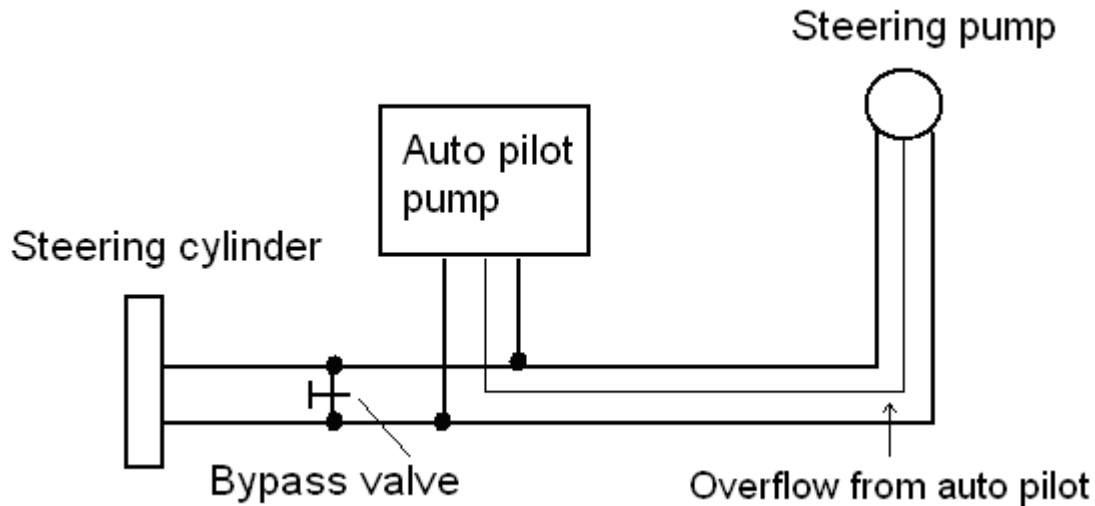 Steering pump
Auto pilot
pump
Steering cylinder
Bypass valve
Overflow from auto pilot